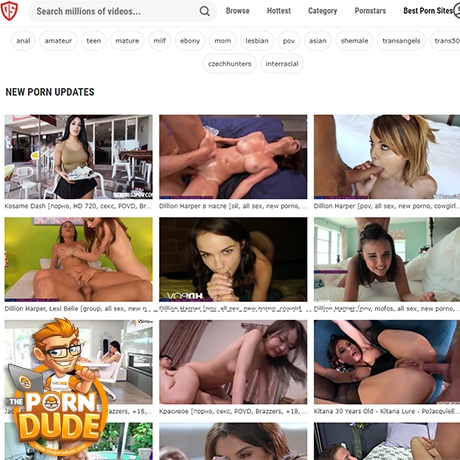 Search millions of videos...
Browse Hottest Category Pornstars Best Porn Sites
anal amateur teen mature milf ebony mom lesbian pov asian shemale transangels trans50
czechhunters interracial
NEW PORN UPDATES
Kosame Dash [порно, HD 720, секс, POVD, Br...
Dillion Harper в масле [oil, all sex, new porno, ...
Dillion Harper [pov, all sex, new porno, cowgirl...
HDPOV
Dillion Harper, Lexi Belle [group, all sex, new p...
Dillion Harper [pov, all sex, new porno, cowgirl...
Dillion Harper [pov, mofos, all sex, new porno, ...
THE
PORN
DUDE
Красивое [порно, секс, POVD, Brazzers, +18, ...
Kitana 30 Years Old - Kitana Lure - PoJacquieE...